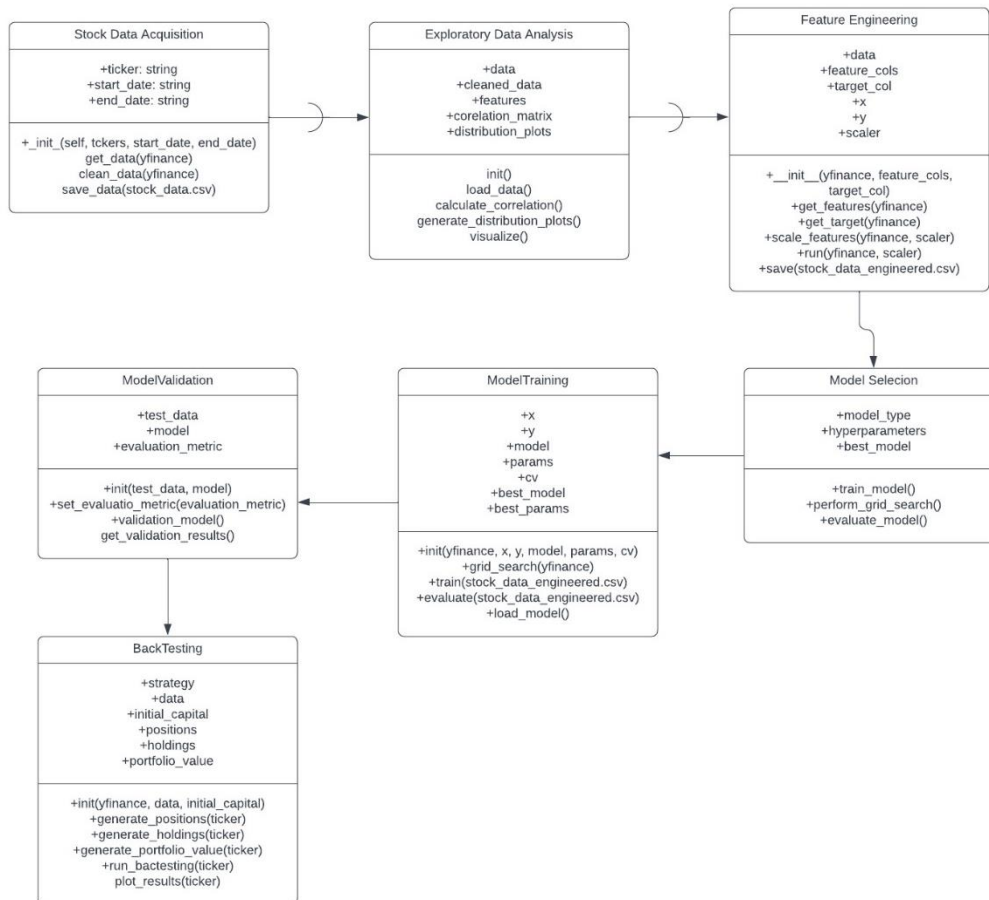 Stock Data Acquisition
+ticker: string
+start_date: string
+end_date: string
+_init_(self, tckers, start_date, end_date)
get_data(yfinance)
clean_data(yfinance)
save_data(stock_data.csv)
Exploratory Data Analysis
+data
+cleaned_data
+features
+corelation_matrix
+distribution_plots
init()
load_data()
calculate_correlation()
generate_distribution_plots()
visualize()
Feature Engineering
+data
+feature_cols
+target_col
+x
+y
+scaler
+__init__(yfinance, feature_cols,
target_col)
+get_features(yfinance)
+get_target(yfinance)
+scale_features(yfinance, scaler)
+run(yfinance, scaler)
+save(stock_data_engineered.csv)
ModelValidation
+test_data
+model
+evaluation_metric
+init(test_data, model)
+set_evaluatio_metric(evaluation_metric)
+validation_model()
get_validation_results()
ModelTraining
+x
+y
+model
+params
+cv
+best_model
+best_params
+init(yfinance, x, y, model, params, cv)
+grid_search(yfinance)
+train(stock_data_engineered.csv)
+evaluate(stock_data_engineered.csv)
+load_model()
Model Selecion
+model_type
+hyperparameters
+best_model
+train_model()
+perform_grid_search()
+evaluate_model()
BackTesting
+strategy
+data
+initial_capital
+positions
+holdings
+portfolio_value
+init(yfinance, data, initial_capital)
+generate_positions(ticker)
+generate_holdings(ticker)
+generate_portfolio_value(ticker)
+run_bactesting(ticker)
plot_results(ticker)